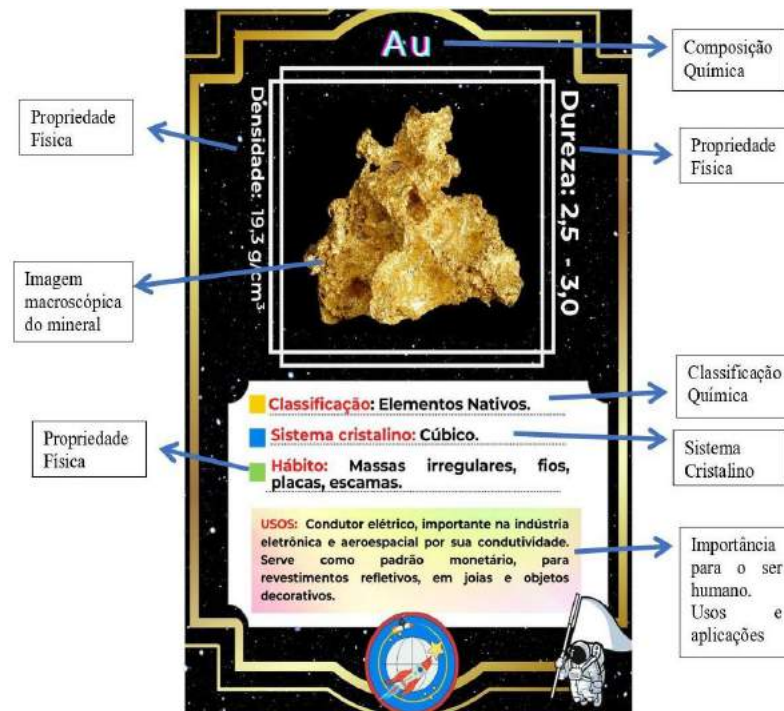 Au
Composição
Química
Propriedade
Física
Densidade: 19,3 g/cm³
Dureza: 2,5 - 3,0
Propriedade
Física
Imagem
macroscópica
do mineral
Classificação: Elementos Nativos.
Classificação
Química
Sistema cristalino: Cúbico.
Sistema
Cristalino
Propriedade
Física
Hábito: Massas irregulares, fios,
placas, escamas.
USOS: Condutor elétrico, importante na indústria
eletrônica e aeroespacial por sua condutividade.
Serve como padrão monetário, para
revestimentos refletivos, em joias e objetos
decorativos.
Importância
para o ser
humano.
Usos e
aplicações